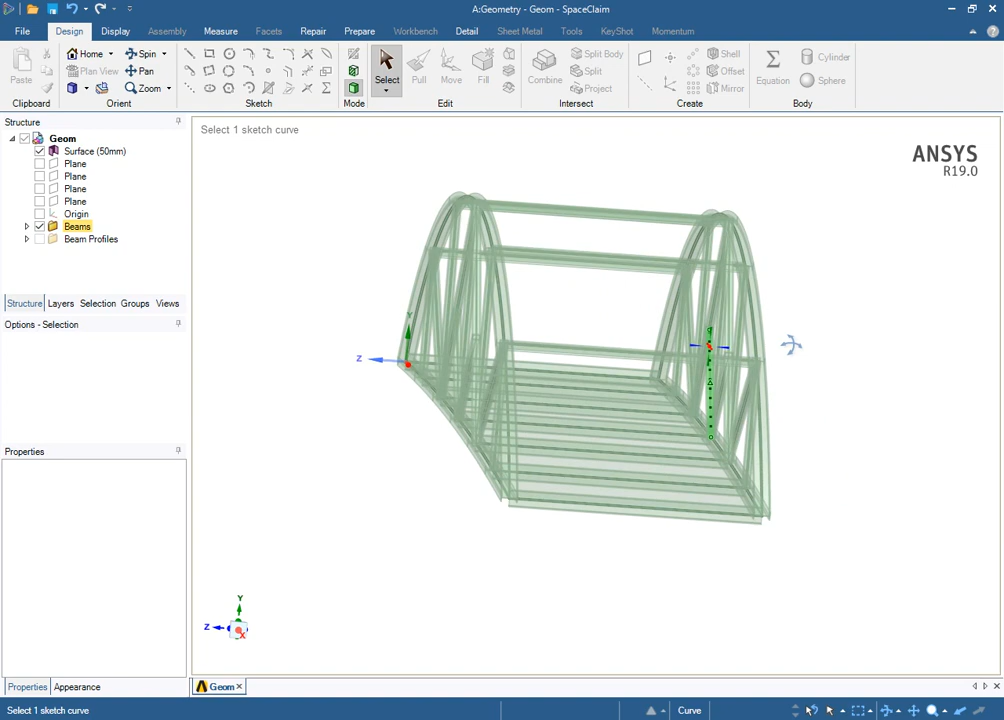 A:Geometry - Geom - SpaceClaim
File Design Display Assembly Measure Facets Repair Prepare Workbench Detail Sheet Metal Tools KeyShot Momentum
Home Spin Split Body Shell Cylinder
Paste Plan View Pan Select Pull Move Fill Combine Split Offset Equation Sphere
Zoom Project Mirror
Clipboard Orient Sketch Mode Edit Intersect Create Body
Structure
Geom
Surface (50mm)
Plane
Plane
Plane
Plane
Origin
Beams
Beam Profiles
Structure Layers Selection Groups Views
Options - Selection
Properties
Properties Appearance
Select 1 sketch curve
ANSYS
R19.0
Y
Z
Y
Z
X
Geom
Select 1 sketch curve
Curve